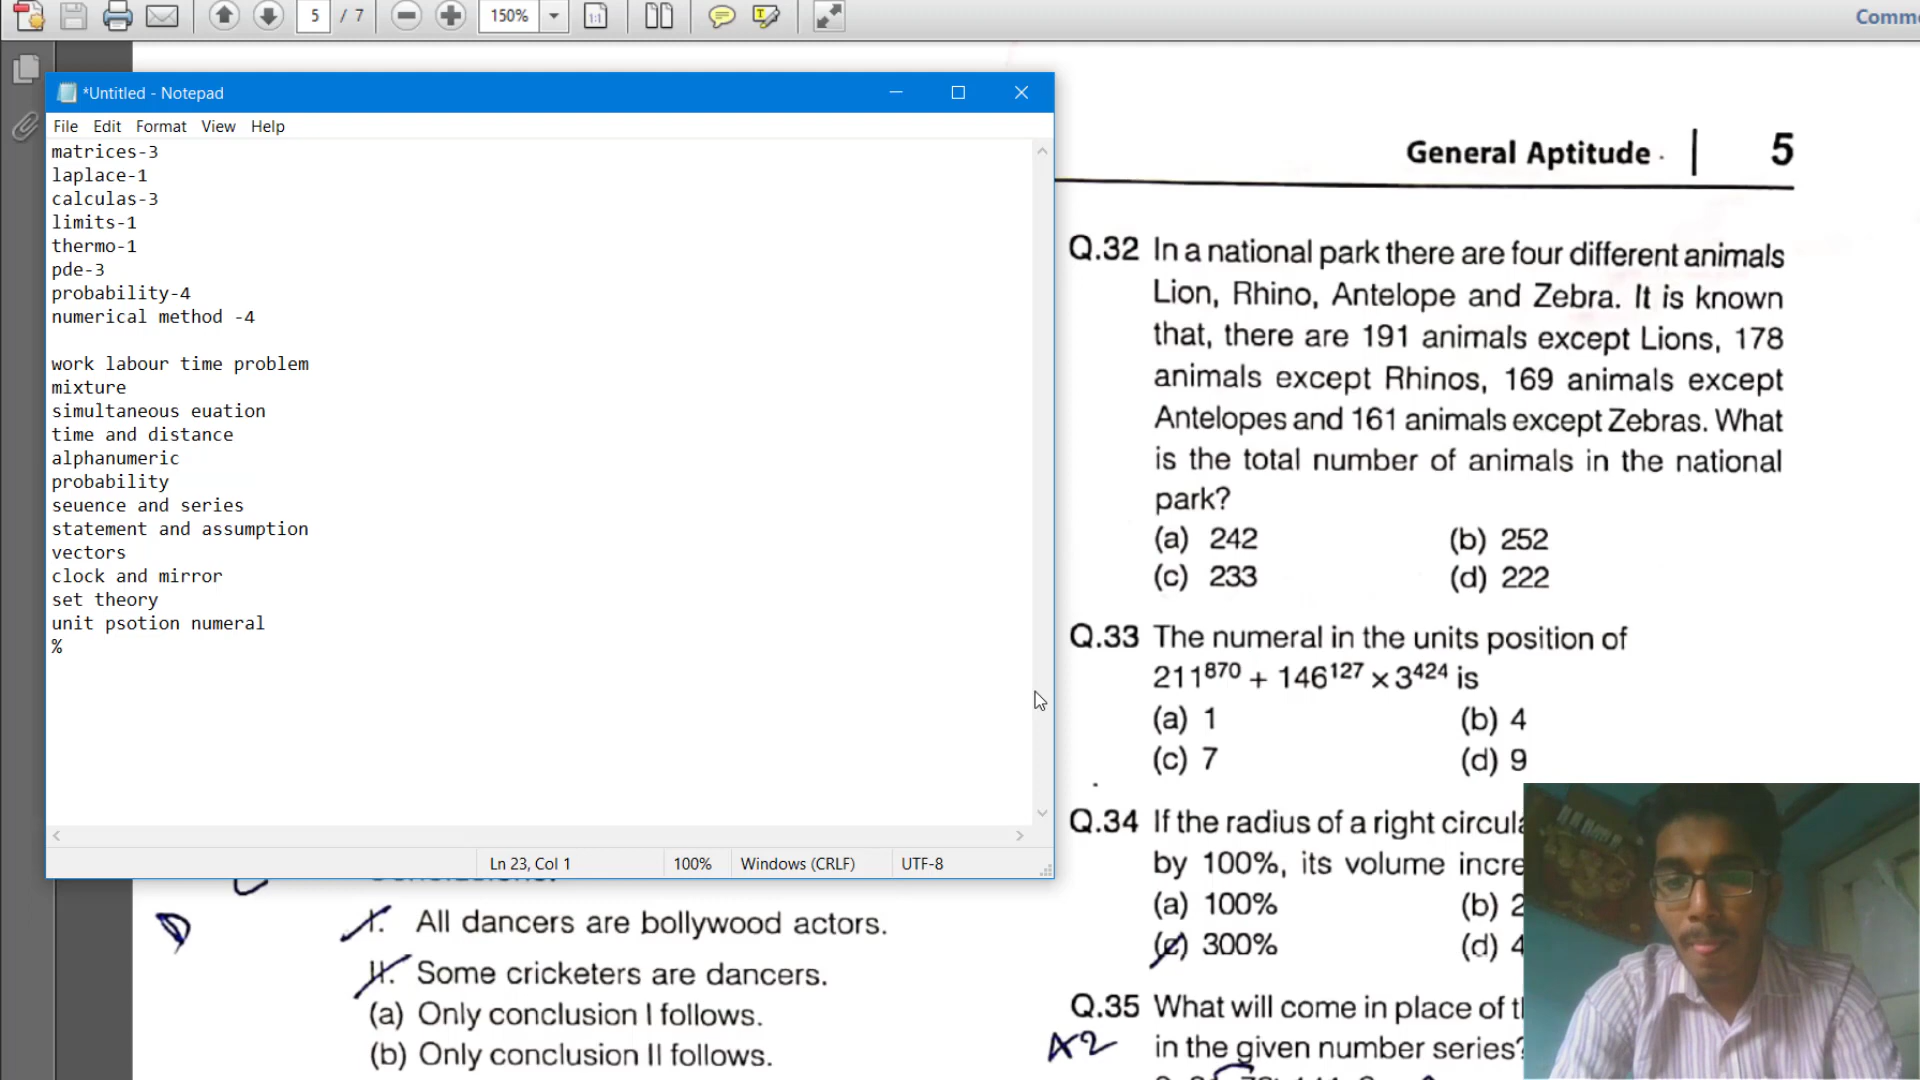 5 / 7 150% Comm
*Untitled - Notepad
File Edit Format View Help
matrices-3
laplace-1
calculas-3
limits-1
thermo-1
pde-3
probability-4
numerical method -4
work labour time problem
mixture
simultaneous euation
time and distance
alphanumeric
probability
seuence and series
statement and assumption
vectors
clock and mirror
set theory
unit psotion numeral
%
Ln 23, Col 1 100% Windows (CRLF) UTF-8
I. All dancers are bollywood actors.
II. Some cricketers are dancers.
(a) Only conclusion I follows.
(b) Only conclusion II follows.
General Aptitude | 5
Q.32 In a national park there are four different animals
Lion, Rhino, Antelope and Zebra. It is known
that, there are 191 animals except Lions, 178
animals except Rhinos, 169 animals except
Antelopes and 161 animals except Zebras. What
is the total number of animals in the national
park?
(a) 242 (b) 252
(c) 233 (d) 222
Q.33 The numeral in the units position of
211⁸⁷⁰ + 146¹²⁷ × 3⁴²⁴ is
(a) 1 (b) 4
(c) 7 (d) 9
Q.34 If the radius of a right circul
by 100%, its volume incre
(a) 100% (b) 2
(c) 300% (d) 4
Q.35 What will come in place of t
in the given number series?